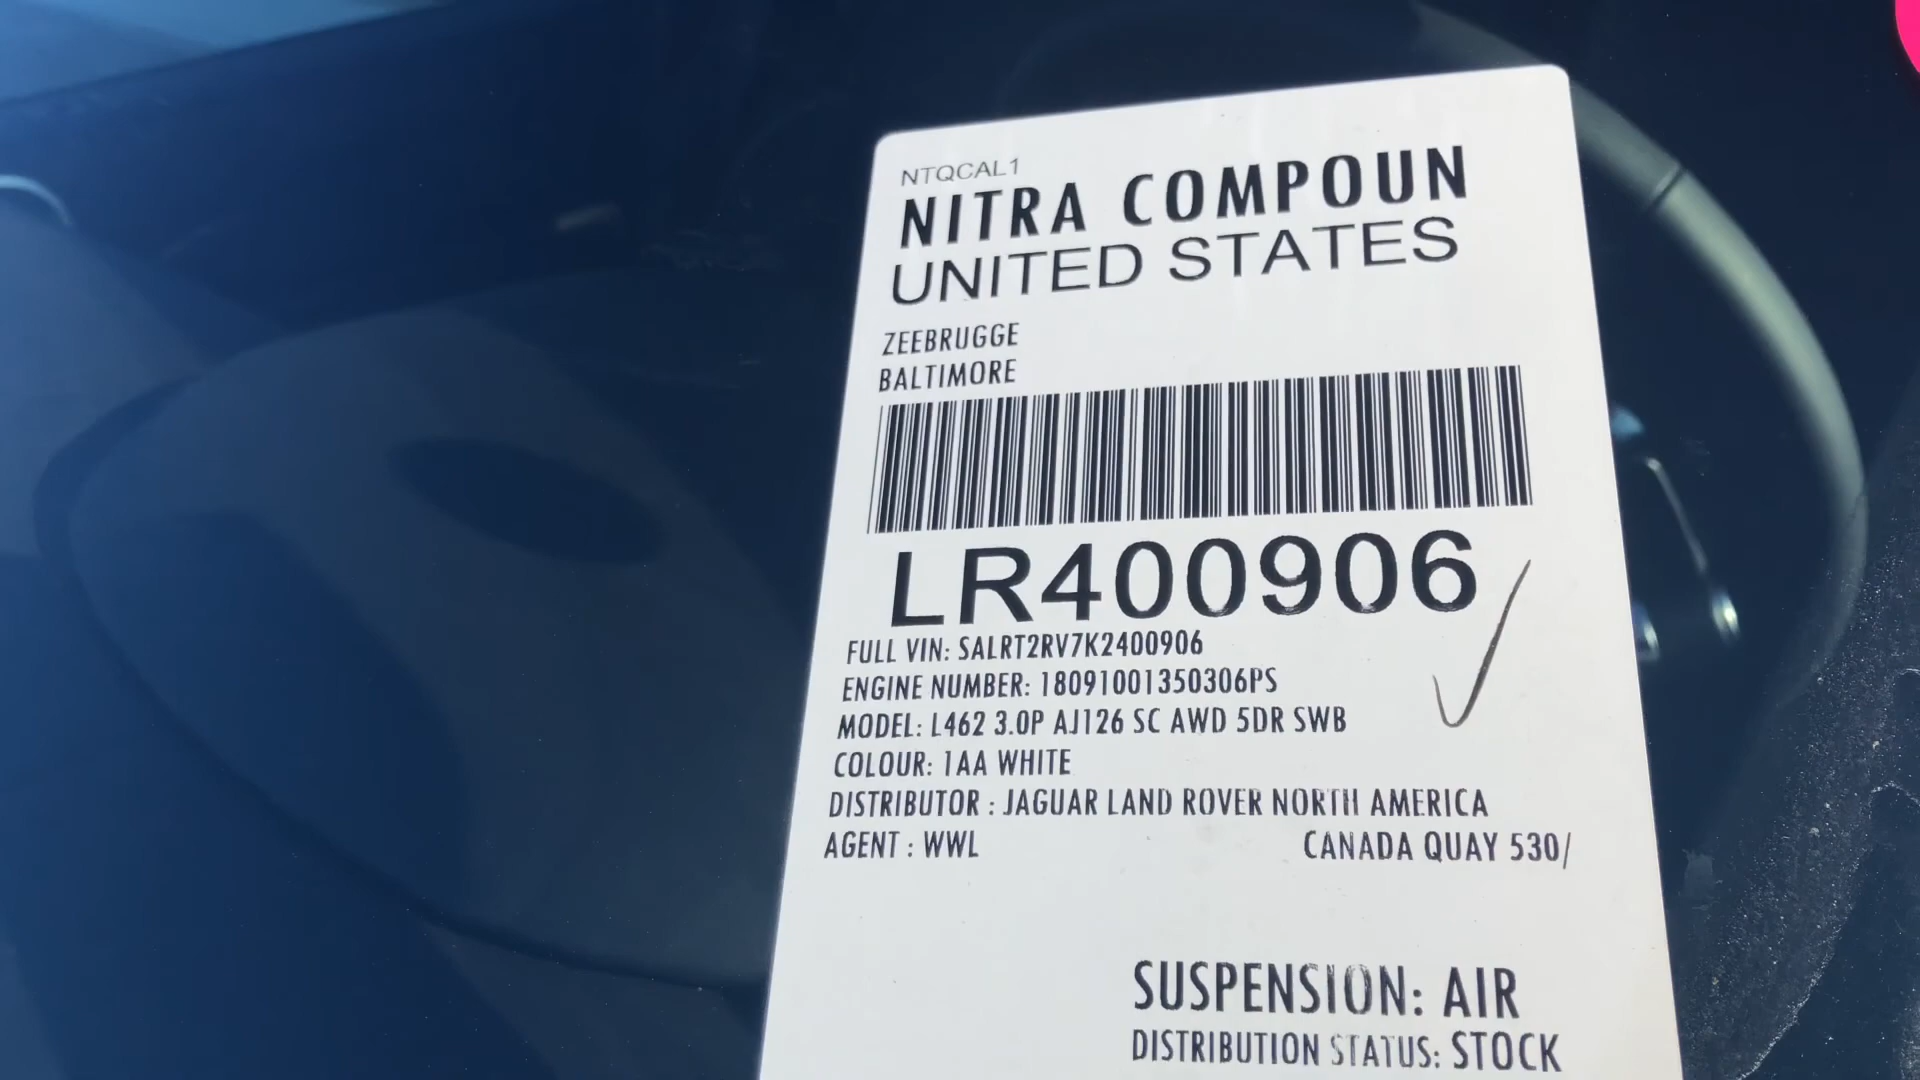 NTQCAL1
NITRA COMPOUN
UNITED STATES
ZEEBRUGGE
BALTIMORE
LR400906
FULL VIN: SALRT2RV7K2400906
ENGINE NUMBER: 18091001350306PS
MODEL: L462 3.0P AJ126 SC AWD 5DR SWB
COLOUR: 1AA WHITE
DISTRIBUTOR : JAGUAR LAND ROVER NORTH AMERICA
AGENT : WWL CANADA QUAY 530/
SUSPENSION: AIR
DISTRIBUTION STATUS: STOCK